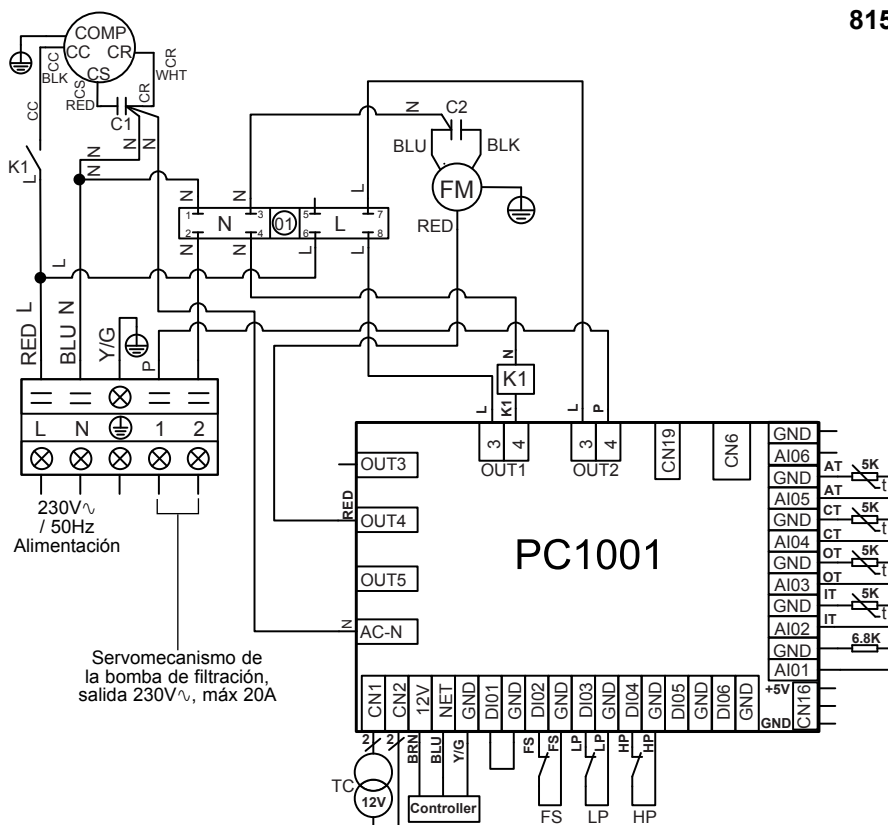 815
COMP
CC CR
CS
CC
BLK
CS
RED
CR
CR
WHT
C1
CC
K1
L
N
N
N
N
N
L
RED L
BLU N
Y/G
P
N
N
1 3 5 7
N 01 L
2 4 6 8
N
N
L
L
L
N
C2
BLU
BLK
FM
RED
L N 1 2
230V∿
/ 50Hz
Alimentación
Servomecanismo de
la bomba de filtración,
salida 230V∿, máx 20A
N
K1
L K1 L P
3 4 3 4
OUT1 OUT2
CN19
CN6
OUT3
RED
OUT4
OUT5
N
AC-N
PC1001
GND
AI06
GND
AT 5K
t
AI05
AT
GND
CT 5K
t
AI04
CT
GND
OT 5K
t
AI03
OT
GND
IT 5K
t
AI02
IT
GND
6.8K
AI01
+5V
CN16
GND
CN1 CN2 12V NET GND DI01 GND DI02 GND DI03 GND DI04 GND DI05 GND DI06 GND
2 2 BRN BLU Y/G FS FS LP LP HP HP
TC
12V
Controller
FS LP HP